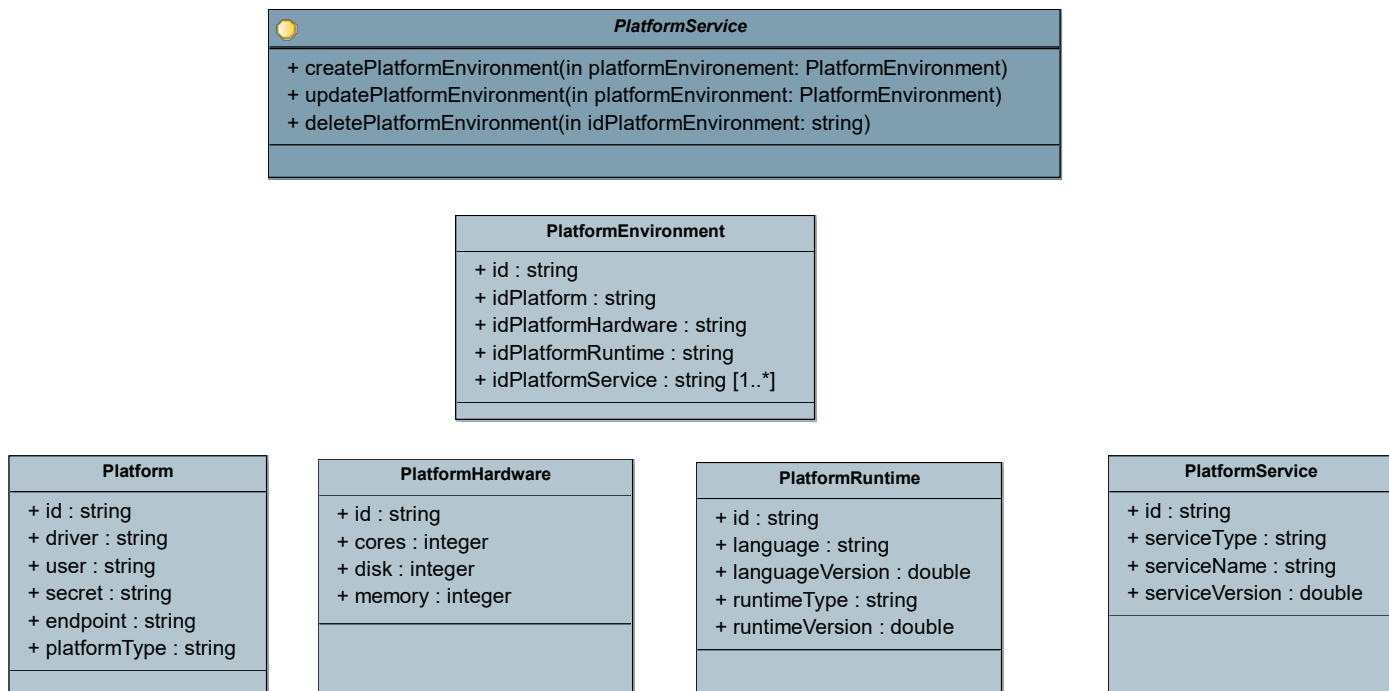 PlatformService
+ createPlatformEnvironment(in platformEnvironement: PlatformEnvironment)
+ updatePlatformEnvironment(in platformEnvironment: PlatformEnvironment)
+ deletePlatformEnvironment(in idPlatformEnvironment: string)
PlatformEnvironment
+ id : string
+ idPlatform : string
+ idPlatformHardware : string
+ idPlatformRuntime : string
+ idPlatformService : string [1..*]
Platform
+ id : string
+ driver : string
+ user : string
+ secret : string
+ endpoint : string
+ platformType : string
PlatformHardware
+ id : string
+ cores : integer
+ disk : integer
+ memory : integer
PlatformRuntime
+ id : string
+ language : string
+ languageVersion : double
+ runtimeType : string
+ runtimeVersion : double
PlatformService
+ id : string
+ serviceType : string
+ serviceName : string
+ serviceVersion : double